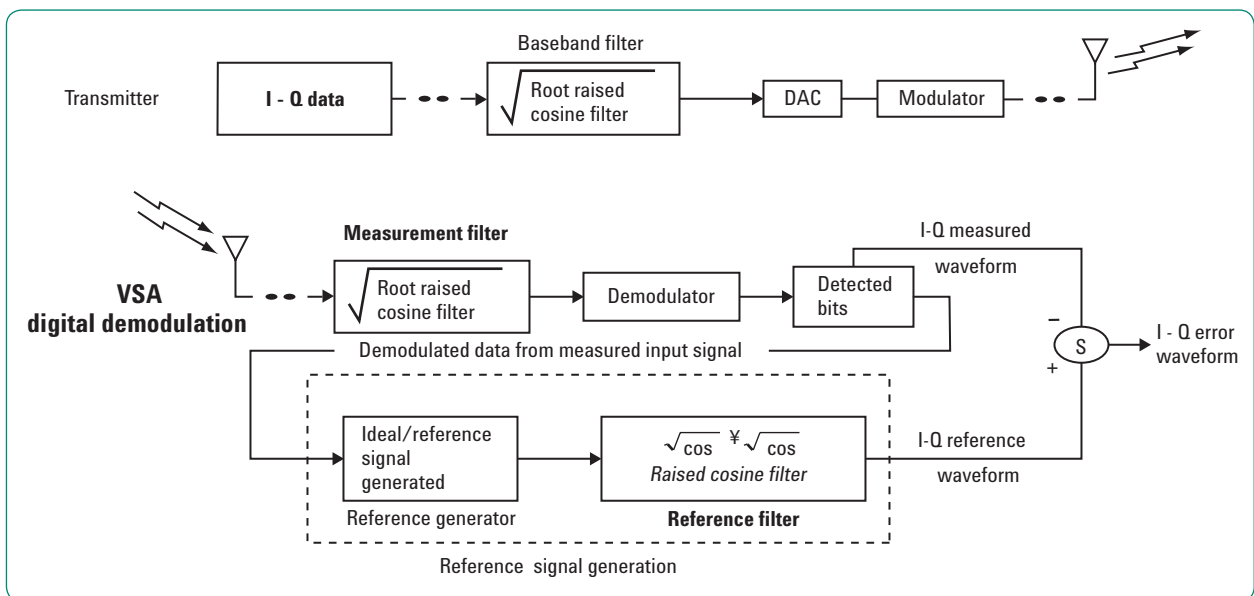 Baseband filter
Transmitter
I - Q data
√ Root raised
cosine filter
DAC
Modulator
VSA
digital demodulation
Measurement filter
√ Root raised
cosine filter
Demodulator
Detected
bits
I-Q measured
waveform
Demodulated data from measured input signal
–
S
+
I - Q error
waveform
Ideal/reference
signal
generated
Reference generator
√cos ¥ √cos
Raised cosine filter
Reference filter
I-Q reference
waveform
Reference signal generation